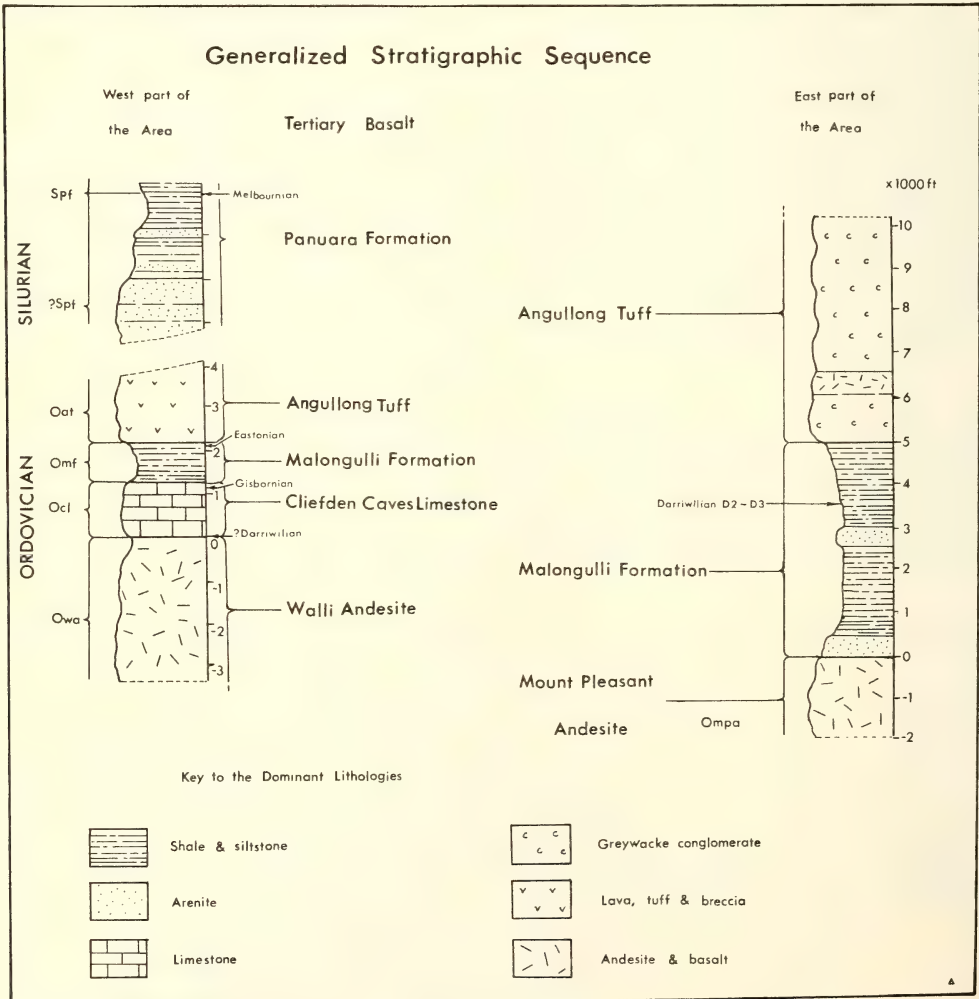 Generalized Stratigraphic Sequence
West part of
the Area
Tertiary Basalt
East part of
the Area
x1000ft
SILURIAN
Spf
Melbournian
Panuara Formation
?Spf
1
ORDOVICIAN
Oat
Angullong Tuff
4
3
Eastonian
Omf
2
Malongulli Formation
Gisbornian
Ocl
1
Cliefden Caves Limestone
?Darriwilian
0
Owa
-1
Walli Andesite
-2
-3
Angullong Tuff
10
9
8
7
6
5
Darriwilian D2-D3
4
3
Malongulli Formation
2
1
0
Mount Pleasant
Andesite
Ompa
-1
-2
Key to the Dominant Lithologies
Shale & siltstone
Arenite
Limestone
Greywacke conglomerate
Lava, tuff & breccia
Andesite & basalt